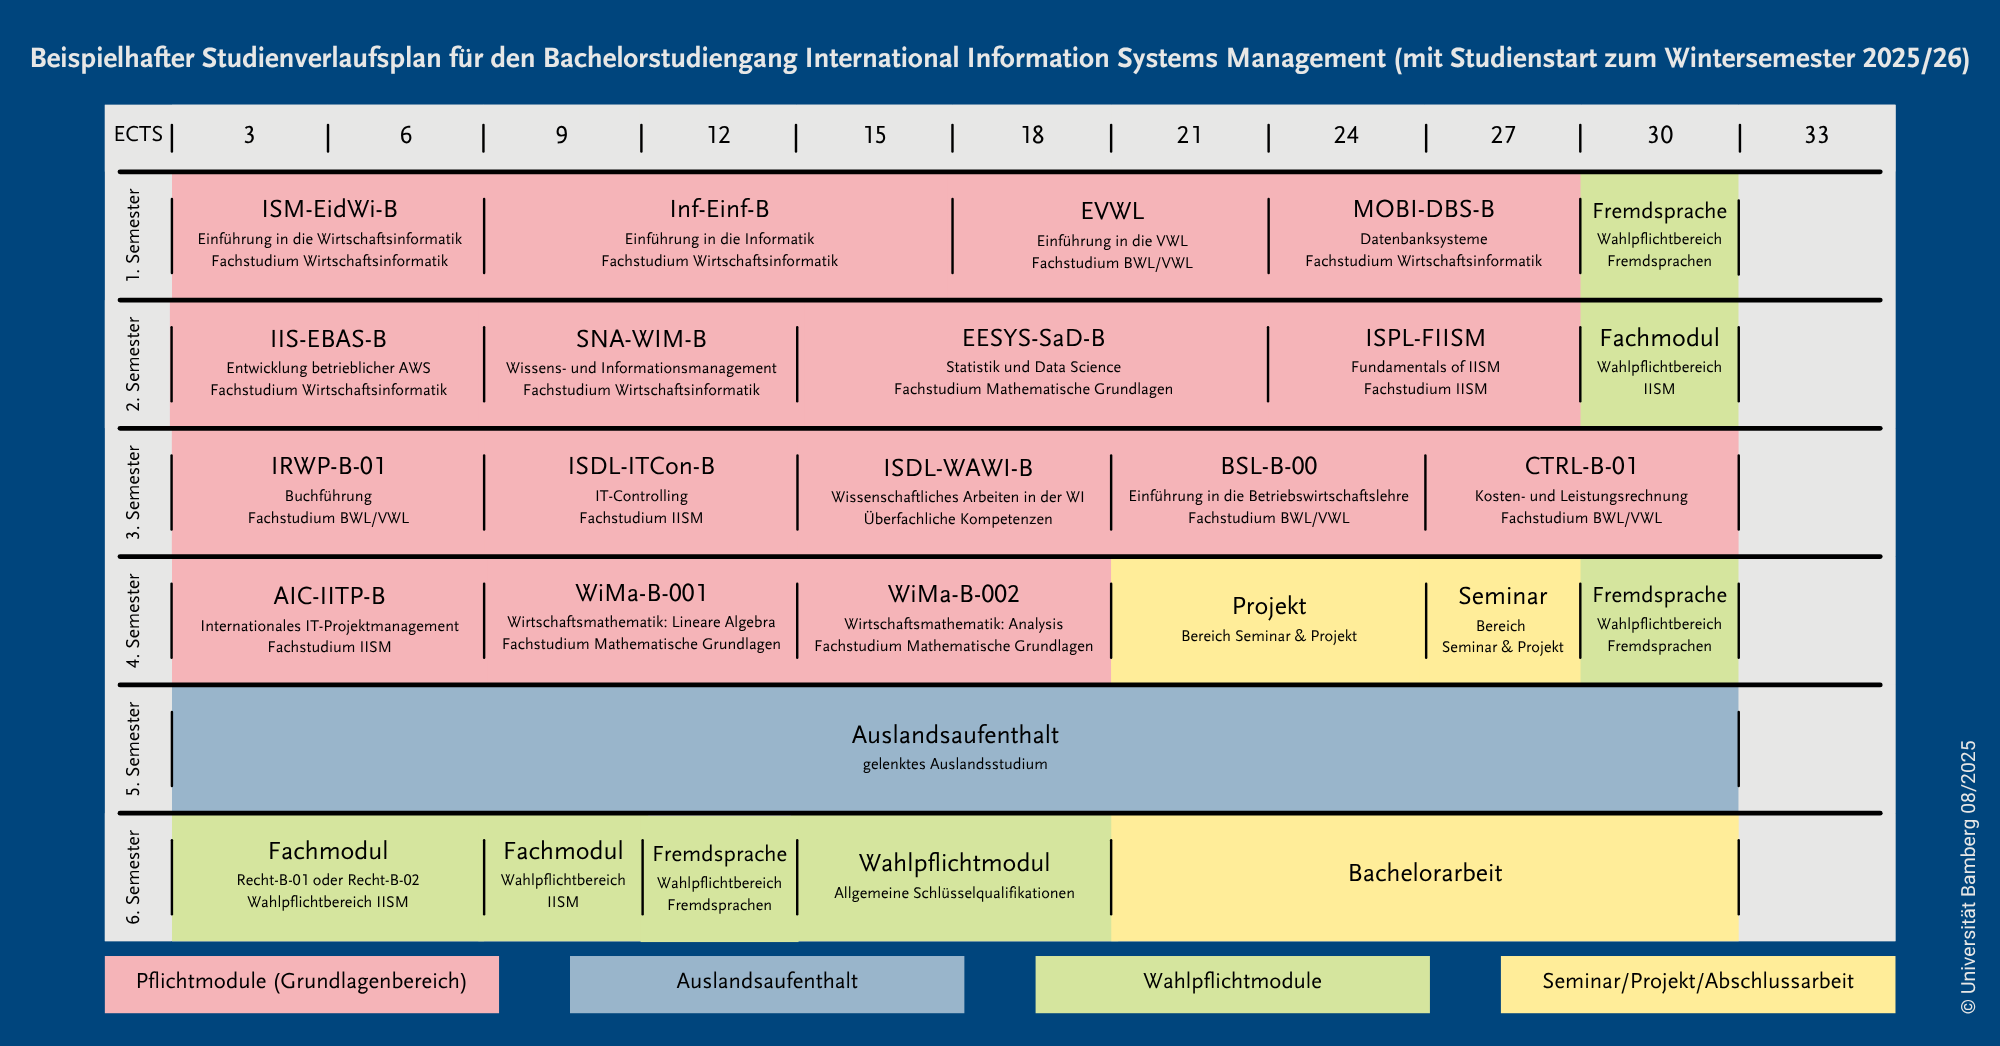 Beispielhafter Studienverlaufsplan für den Bachelorstudiengang International Information Systems Management (mit Studienstart zum Wintersemester 2025/26)
ECTS 3 6 9 12 15 18 21 24 27 30 33
1. Semester
ISM-EidWi-B
Einführung in die Wirtschaftsinformatik
Fachstudium Wirtschaftsinformatik
Inf-Einf-B
Einführung in die Informatik
Fachstudium Wirtschaftsinformatik
EVWL
Einführung in die VWL
Fachstudium BWL/VWL
MOBI-DBS-B
Datenbanksysteme
Fachstudium Wirtschaftsinformatik
Fremdsprache
Wahlpflichtbereich
Fremdsprachen
2. Semester
IIS-EBAS-B
Entwicklung betrieblicher AWS
Fachstudium Wirtschaftsinformatik
SNA-WIM-B
Wissens- und Informationsmanagement
Fachstudium Wirtschaftsinformatik
EESYS-SaD-B
Statistik und Data Science
Fachstudium Mathematische Grundlagen
ISPL-FIISM
Fundamentals of IISM
Fachstudium IISM
Fachmodul
Wahlpflichtbereich
IISM
3. Semester
IRWP-B-01
Buchführung
Fachstudium BWL/VWL
ISDL-ITCon-B
IT-Controlling
Fachstudium IISM
ISDL-WAWI-B
Wissenschaftliches Arbeiten in der WI
Überfachliche Kompetenzen
BSL-B-00
Einführung in die Betriebswirtschaftslehre
Fachstudium BWL/VWL
CTRL-B-01
Kosten- und Leistungsrechnung
Fachstudium BWL/VWL
4. Semester
AIC-IITP-B
Internationales IT-Projektmanagement
Fachstudium IISM
WiMa-B-001
Wirtschaftsmathematik: Lineare Algebra
Fachstudium Mathematische Grundlagen
WiMa-B-002
Wirtschaftsmathematik: Analysis
Fachstudium Mathematische Grundlagen
Projekt
Bereich Seminar & Projekt
Seminar
Bereich
Seminar & Projekt
Fremdsprache
Wahlpflichtbereich
Fremdsprachen
5. Semester
Auslandsaufenthalt
gelenktes Auslandsstudium
6. Semester
Fachmodul
Recht-B-01 oder Recht-B-02
Wahlpflichtbereich IISM
Fachmodul
Wahlpflichtbereich
IISM
Fremdsprache
Wahlpflichtbereich
Fremdsprachen
Wahlpflichtmodul
Allgemeine Schlüsselqualifikationen
Bachelorarbeit
Pflichtmodule (Grundlagenbereich)
Auslandsaufenthalt
Wahlpflichtmodule
Seminar/Projekt/Abschlussarbeit
© Universität Bamberg 08/2025